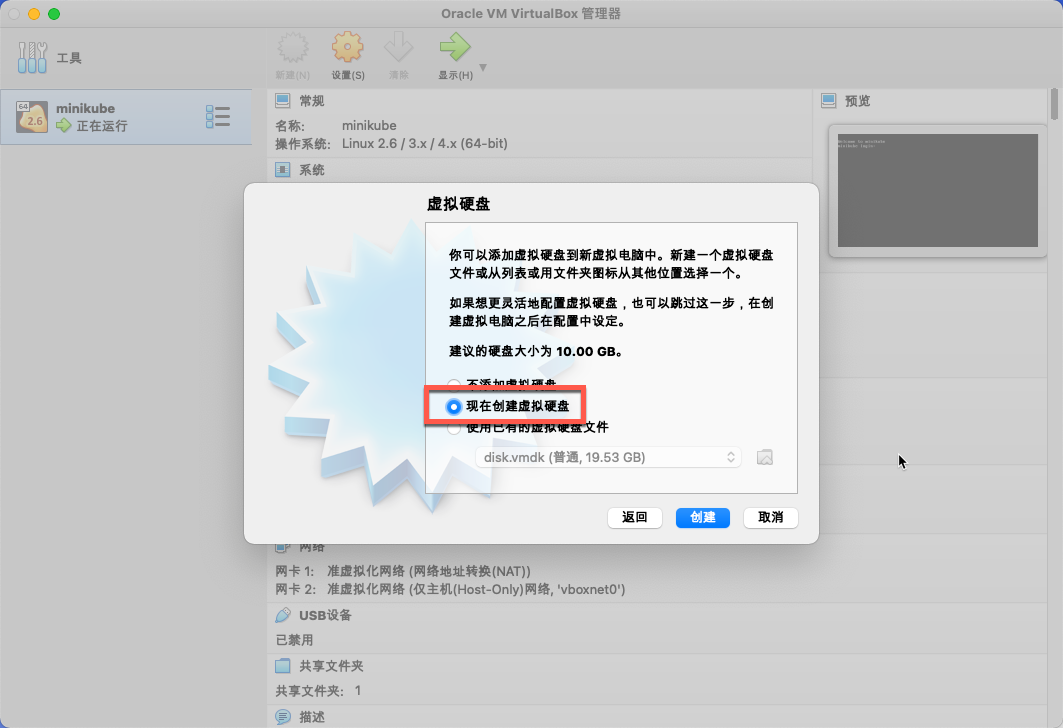 Oracle VM VirtualBox 管理器
工具
新建(N)
设置(S)
清除
显示(H)
64
2.6
minikube
正在运行
常规
名称: minikube
操作系统: Linux 2.6 / 3.x / 4.x (64-bit)
系统
预览
Welcome to minikube
minikube login:
虚拟硬盘
你可以添加虚拟硬盘到新虚拟电脑中。新建一个虚拟硬盘
文件或从列表或用文件夹图标从其他位置选择一个。
如果想更灵活地配置虚拟硬盘，也可以跳过这一步，在创
建虚拟电脑之后在配置中设定。
建议的硬盘大小为 10.00 GB。
不添加虚拟硬盘
现在创建虚拟硬盘
使用已有的虚拟硬盘文件
disk.vmdk (普通, 19.53 GB)
返回
创建
取消
网络
网卡 1: 准虚拟化网络 (网络地址转换(NAT))
网卡 2: 准虚拟化网络 (仅主机(Host-Only)网络, 'vboxnet0')
USB设备
已禁用
共享文件夹
共享文件夹: 1
描述